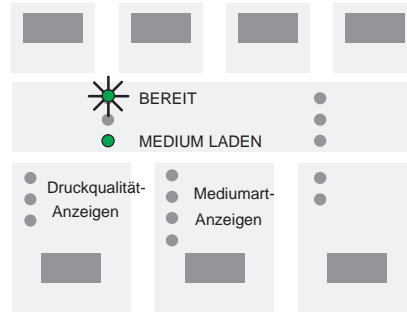 BEREIT
MEDIUM LADEN
Druckqualität-
Anzeigen
Mediumart-
Anzeigen